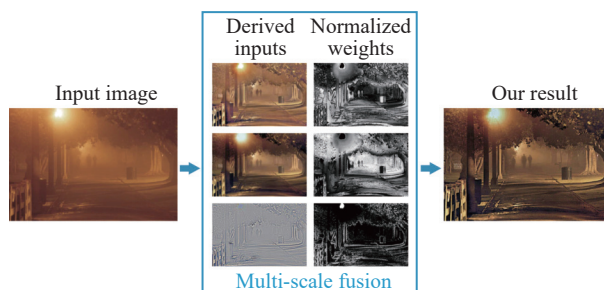 Input image
Derived
inputs
Normalized
weights
Multi-scale fusion
Our result